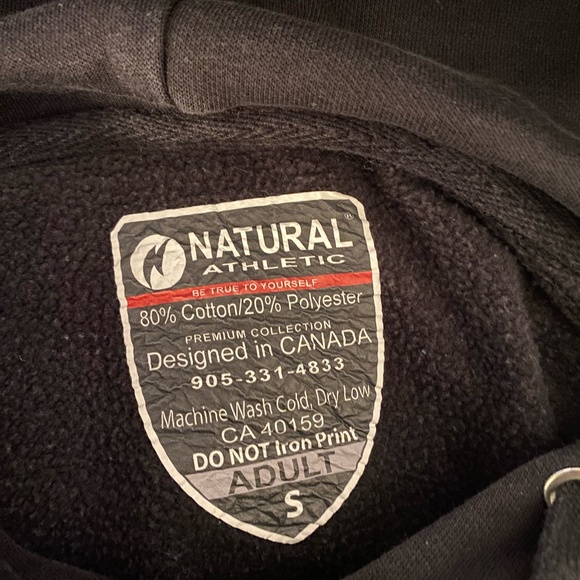 NATURAL®
ATHLETIC
BE TRUE TO YOURSELF
80% Cotton/20% Polyester
PREMIUM COLLECTION
Designed in CANADA
905-331-4833
Machine Wash Cold, Dry Low
CA 40159
DO NOT Iron Print
ADULT
S